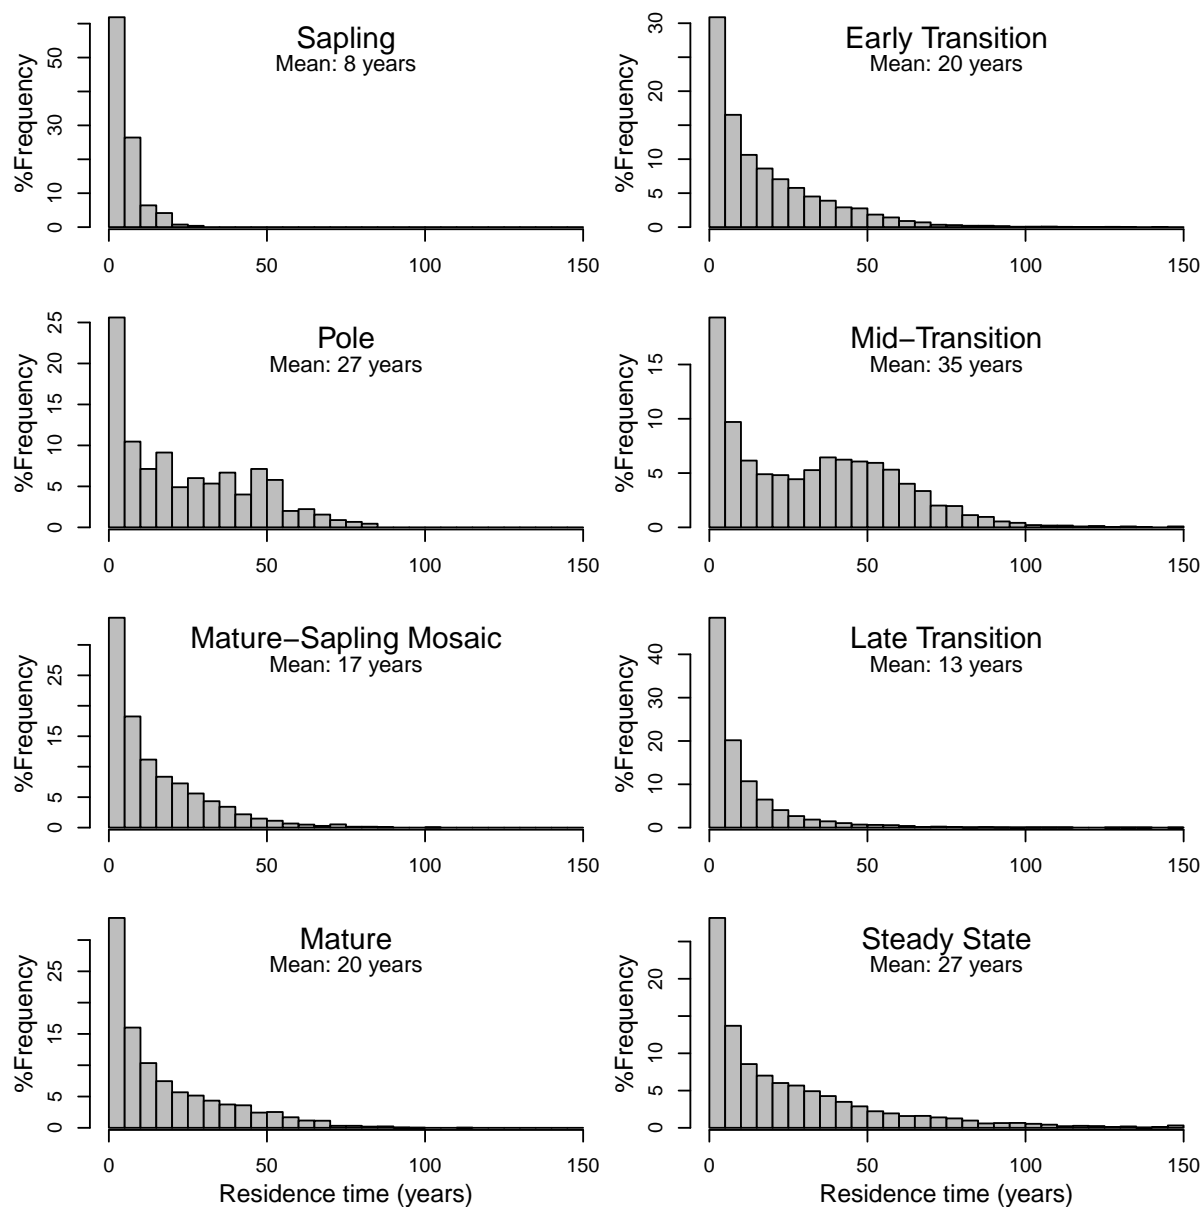 Sapling
Mean: 8 years
%Frequency
0 10 30 50
0 50 100 150
Early Transition
Mean: 20 years
%Frequency
0 5 10 20 30
0 50 100 150
Pole
Mean: 27 years
%Frequency
0 5 10 15 20 25
0 50 100 150
Mid−Transition
Mean: 35 years
%Frequency
0 5 10 15
0 50 100 150
Mature−Sapling Mosaic
Mean: 17 years
%Frequency
0 5 15 25
0 50 100 150
Late Transition
Mean: 13 years
%Frequency
0 10 20 30 40
0 50 100 150
Mature
Mean: 20 years
%Frequency
0 5 15 25
0 50 100 150
Residence time (years)
Steady State
Mean: 27 years
%Frequency
0 5 10 20
0 50 100 150
Residence time (years)